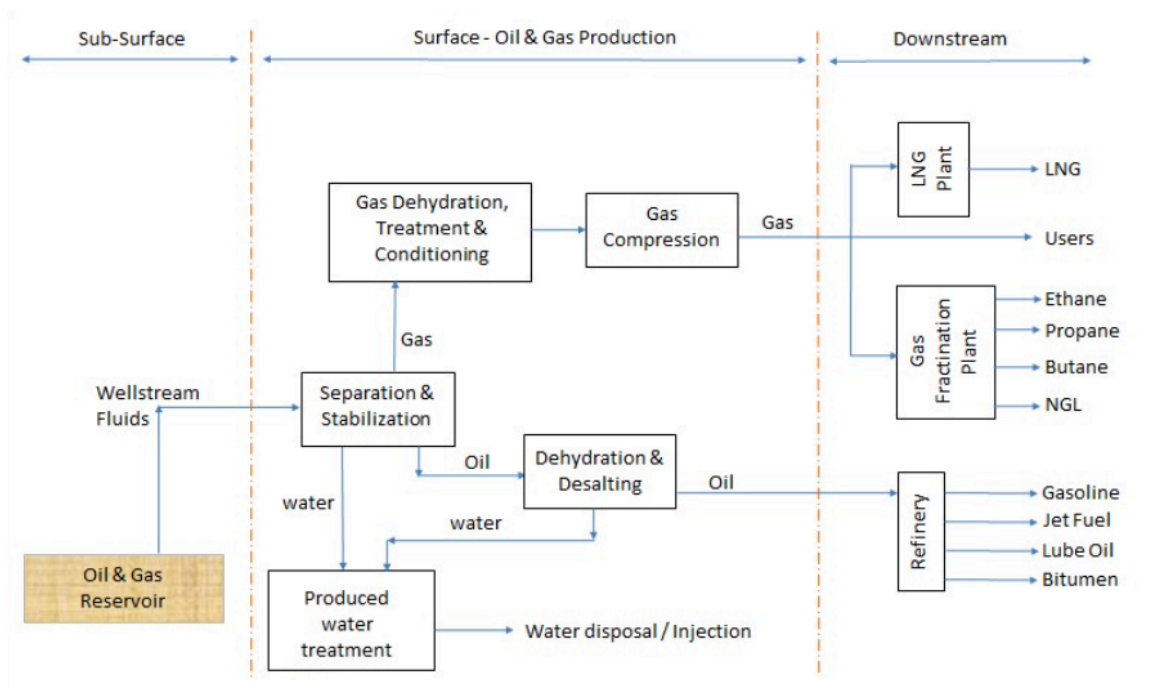 Sub-Surface
Surface - Oil & Gas Production
Downstream
LNG
Plant
LNG
Gas Dehydration,
Treatment &
Conditioning
Gas
Compression
Gas
Users
Gas
Fractination
Plant
Ethane
Propane
Butane
NGL
Gas
Wellstream
Fluids
Separation &
Stabilization
Oil
Dehydration &
Desalting
Oil
water
water
Refinery
Gasoline
Jet Fuel
Lube Oil
Bitumen
Oil & Gas
Reservoir
Produced
water
treatment
Water disposal / Injection